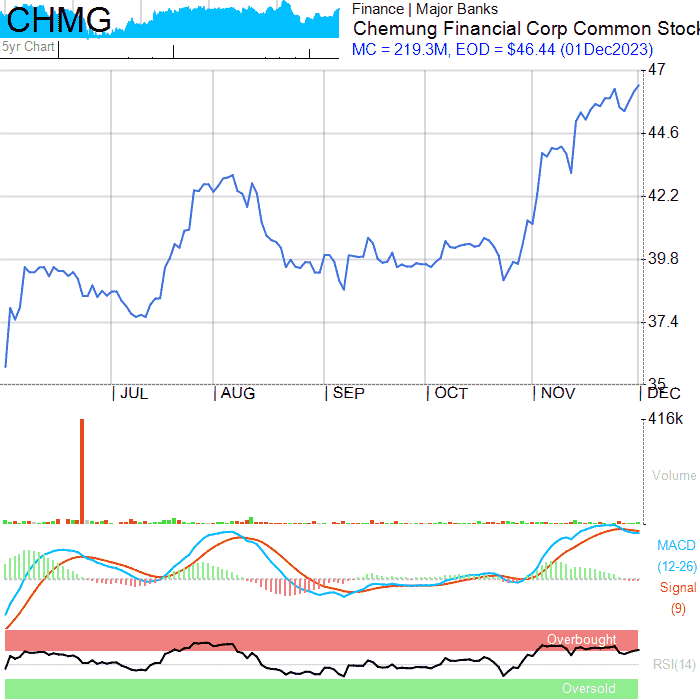 CHMG
5yr Chart
Finance | Major Banks
Chemung Financial Corp Common Stock
MC = 219.3M, EOD = $46.44 (01Dec2023)
47
44.6
42.2
39.8
37.4
35
JUL
AUG
SEP
OCT
NOV
DEC
416k
Volume
MACD
(12-26)
Signal
(9)
Overbought
RSI(14)
Oversold